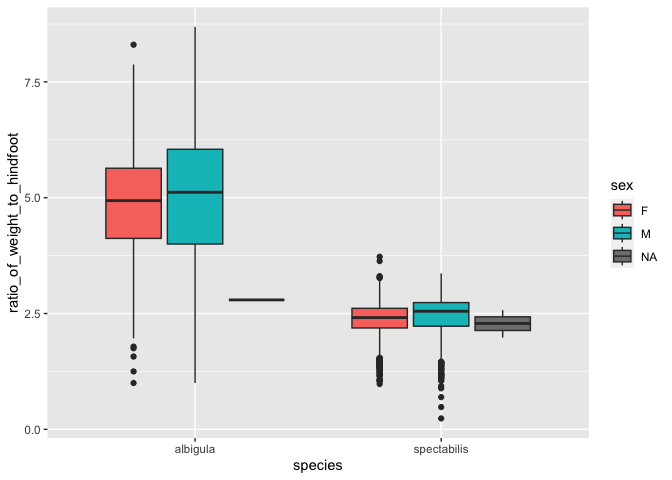 7.5
5.0
2.5
0.0
ratio_of_weight_to_hindfoot
albigula
spectabilis
species
sex
F
M
NA